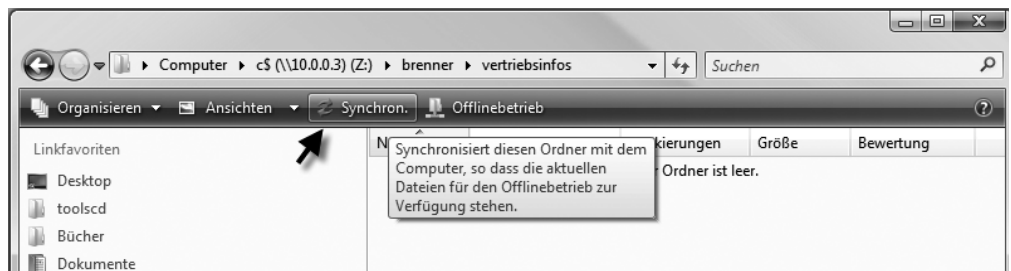 Computer c$ (\\10.0.0.3) (Z:) brenner vertriebsinfos Suchen
Organisieren Ansichten Synchron. Offlinebetrieb
Linkfavoriten
Desktop
toolscd
Bücher
Dokumente
N kierungen Größe Bewertung
Ordner ist leer.
Synchronisiert diesen Ordner mit dem
Computer, so dass die aktuellen
Dateien für den Offlinebetrieb zur
Verfügung stehen.